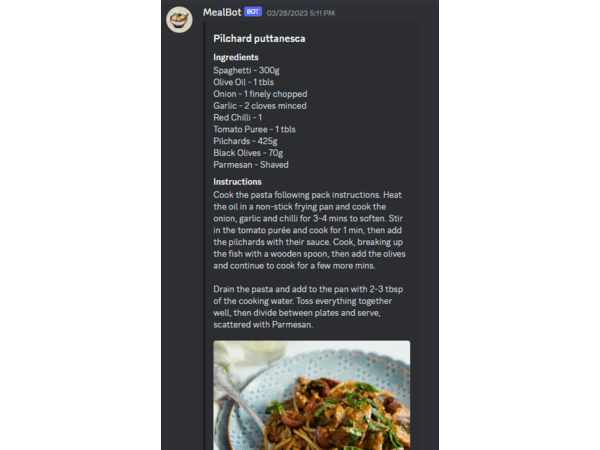 MealBot BOT 03/28/2023 5:11 PM
Pilchard puttanesca
Ingredients
Spaghetti - 300g
Olive Oil - 1 tbls
Onion - 1 finely chopped
Garlic - 2 cloves minced
Red Chilli - 1
Tomato Puree - 1 tbls
Pilchards - 425g
Black Olives - 70g
Parmesan - Shaved
Instructions
Cook the pasta following pack instructions. Heat
the oil in a non-stick frying pan and cook the
onion, garlic and chilli for 3-4 mins to soften. Stir
in the tomato purée and cook for 1 min, then add
the pilchards with their sauce. Cook, breaking up
the fish with a wooden spoon, then add the olives
and continue to cook for a few more mins.
Drain the pasta and add to the pan with 2-3 tbsp
of the cooking water. Toss everything together
well, then divide between plates and serve,
scattered with Parmesan.